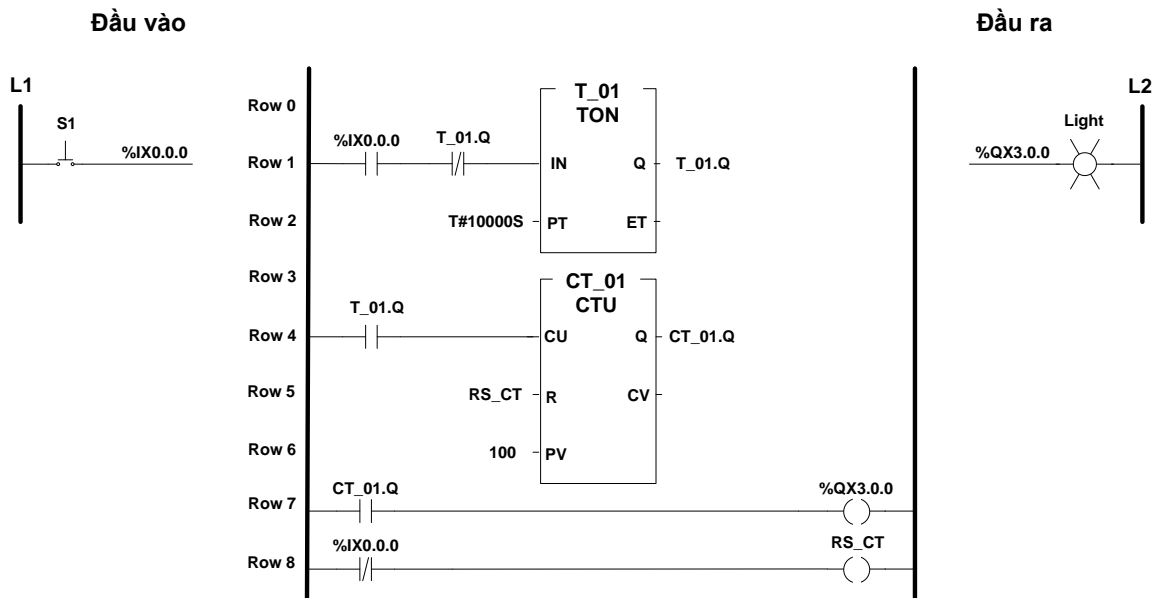 Đầu vào
Đầu ra
L1
L2
S1
%IX0.0.0
Light
%QX3.0.0
Row 0
T_01
TON
Row 1
%IX0.0.0
T_01.Q
IN
Q
T_01.Q
Row 2
T#10000S
PT
ET
Row 3
CT_01
CTU
Row 4
T_01.Q
CU
Q
CT_01.Q
Row 5
RS_CT
R
CV
Row 6
100
PV
Row 7
CT_01.Q
%QX3.0.0
Row 8
%IX0.0.0
RS_CT